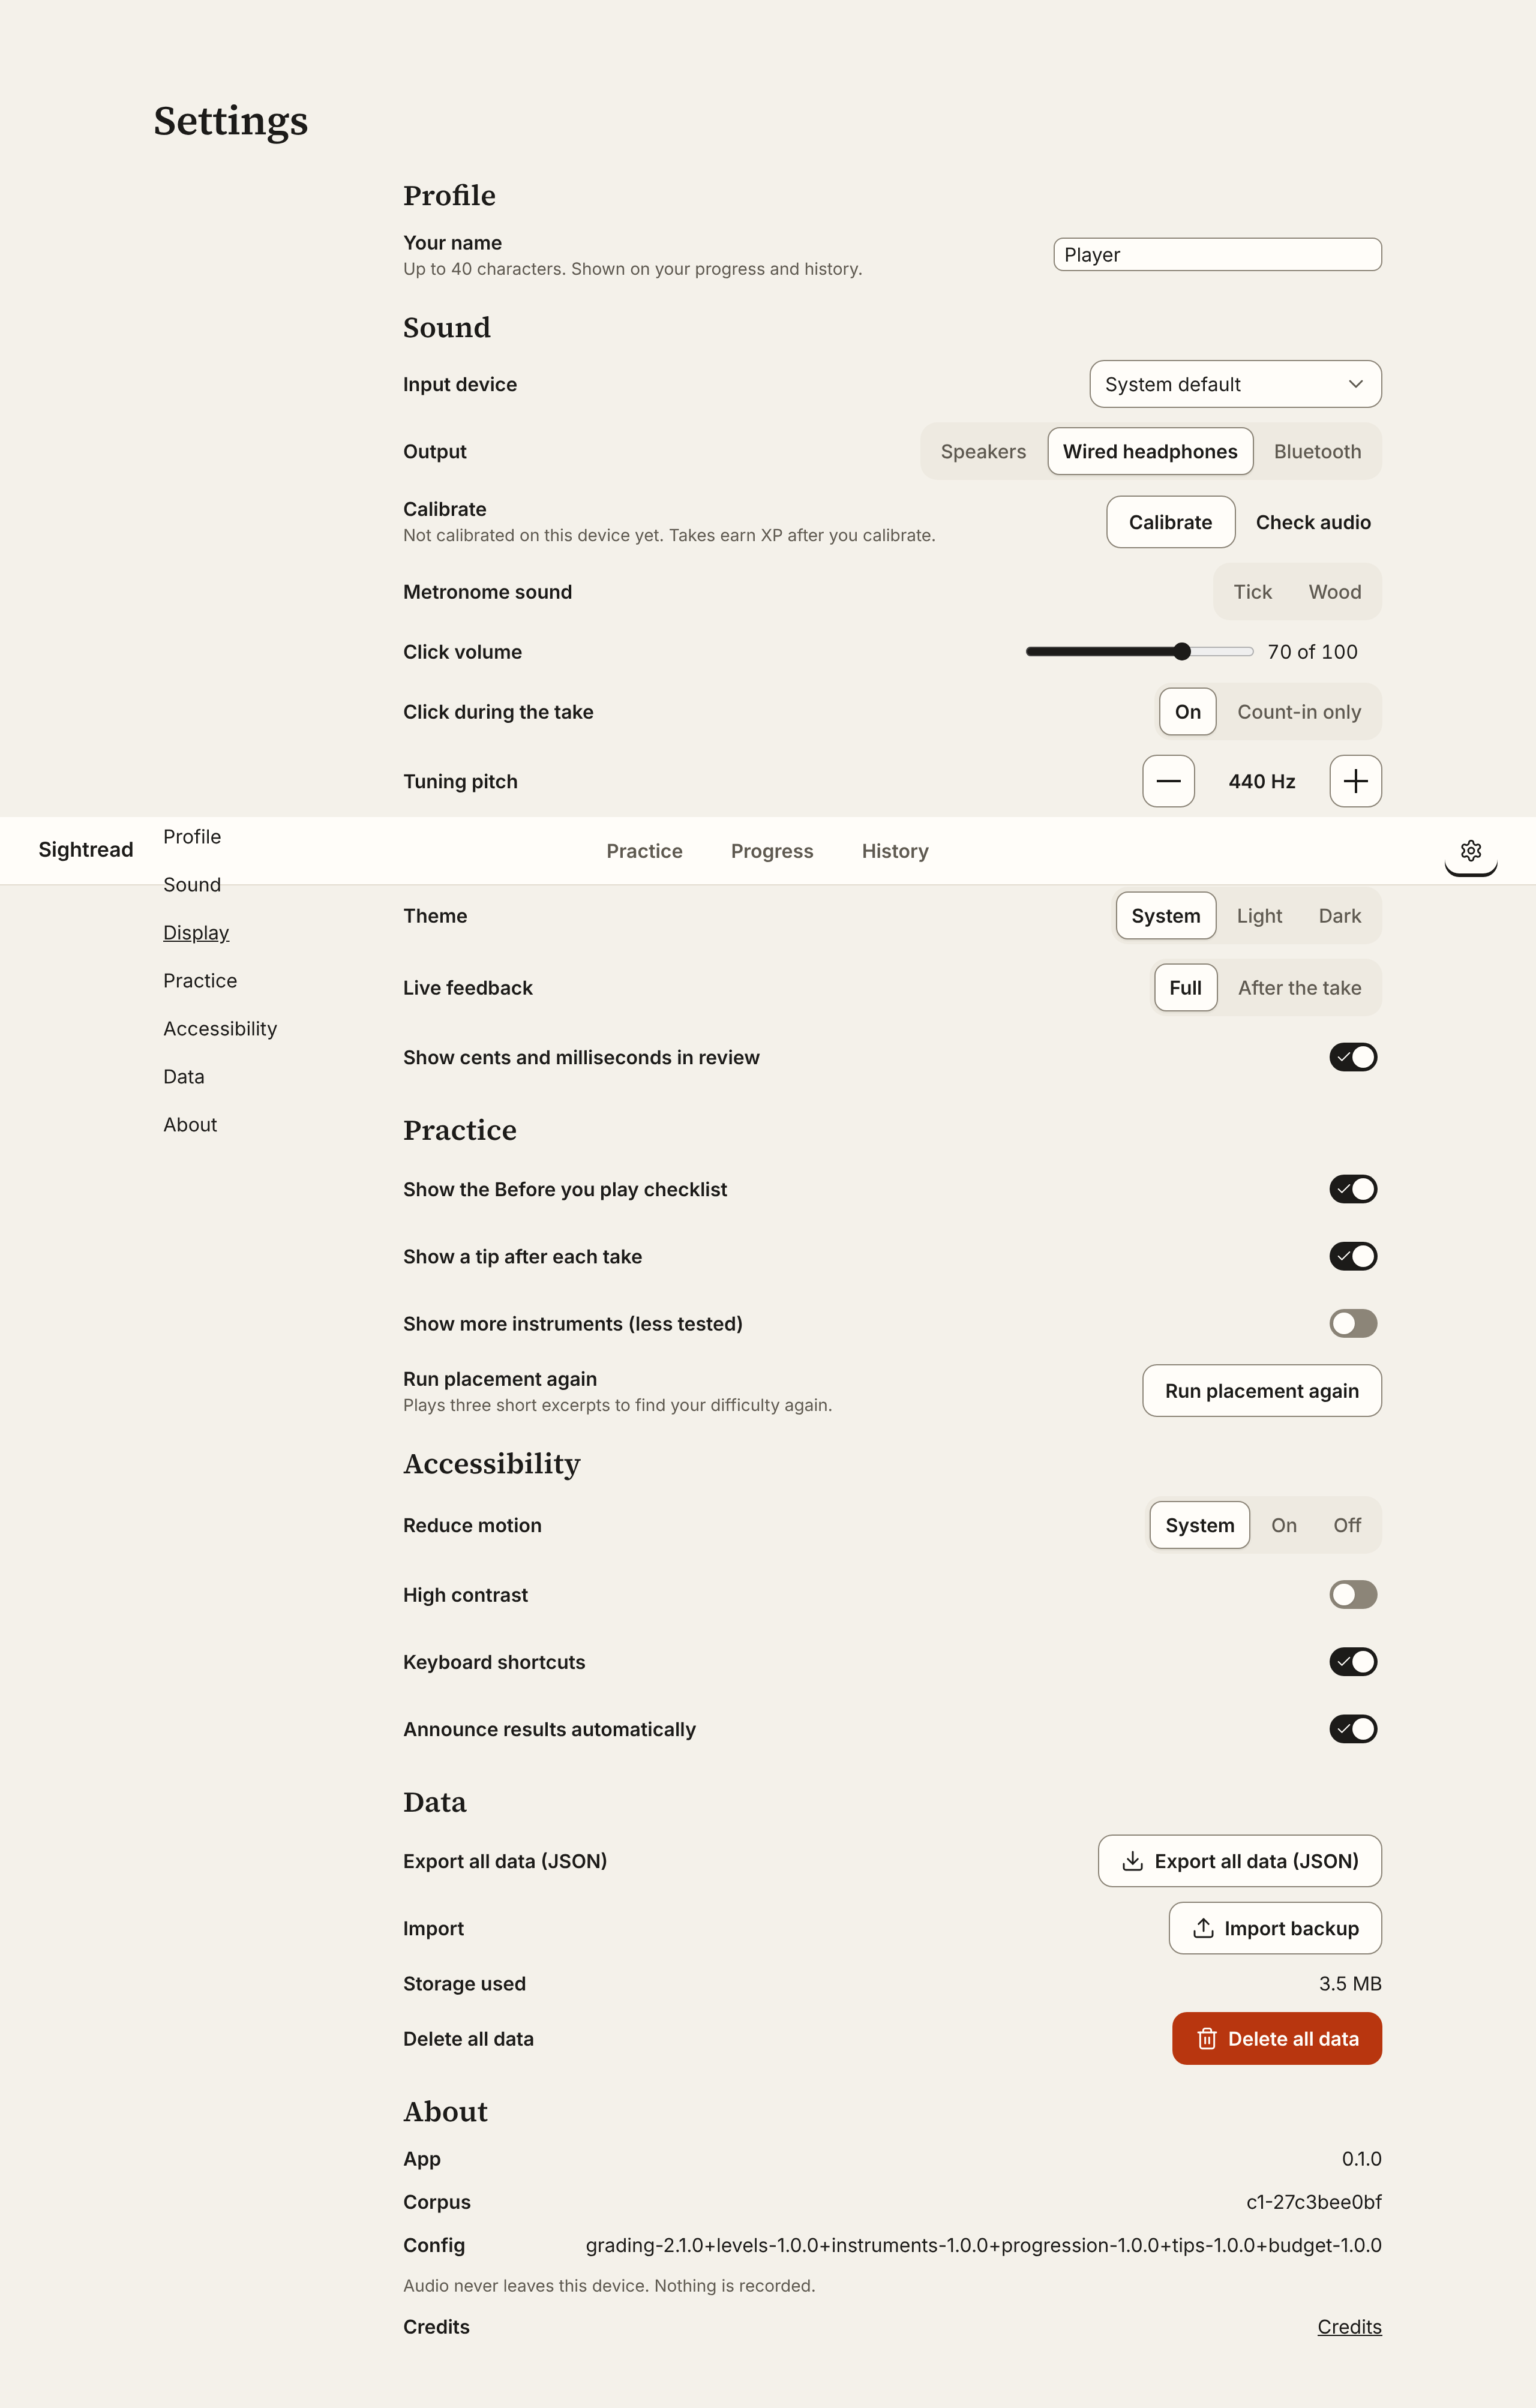 Settings
Profile
Your name
Up to 40 characters. Shown on your progress and history.
Player
Sound
Input device
System default
Output
Speakers Wired headphones Bluetooth
Calibrate
Not calibrated on this device yet. Takes earn XP after you calibrate.
Calibrate Check audio
Metronome sound
Tick Wood
Click volume
70 of 100
Click during the take
On Count-in only
Tuning pitch
440 Hz
Sightread
Practice Progress History
Profile
Sound
Display
Practice
Accessibility
Data
About
Theme
System Light Dark
Live feedback
Full After the take
Show cents and milliseconds in review
Practice
Show the Before you play checklist
Show a tip after each take
Show more instruments (less tested)
Run placement again
Plays three short excerpts to find your difficulty again.
Run placement again
Accessibility
Reduce motion
System On Off
High contrast
Keyboard shortcuts
Announce results automatically
Data
Export all data (JSON)
Export all data (JSON)
Import
Import backup
Storage used
3.5 MB
Delete all data
Delete all data
About
App
0.1.0
Corpus
c1-27c3bee0bf
Config
grading-2.1.0+levels-1.0.0+instruments-1.0.0+progression-1.0.0+tips-1.0.0+budget-1.0.0
Audio never leaves this device. Nothing is recorded.
Credits
Credits